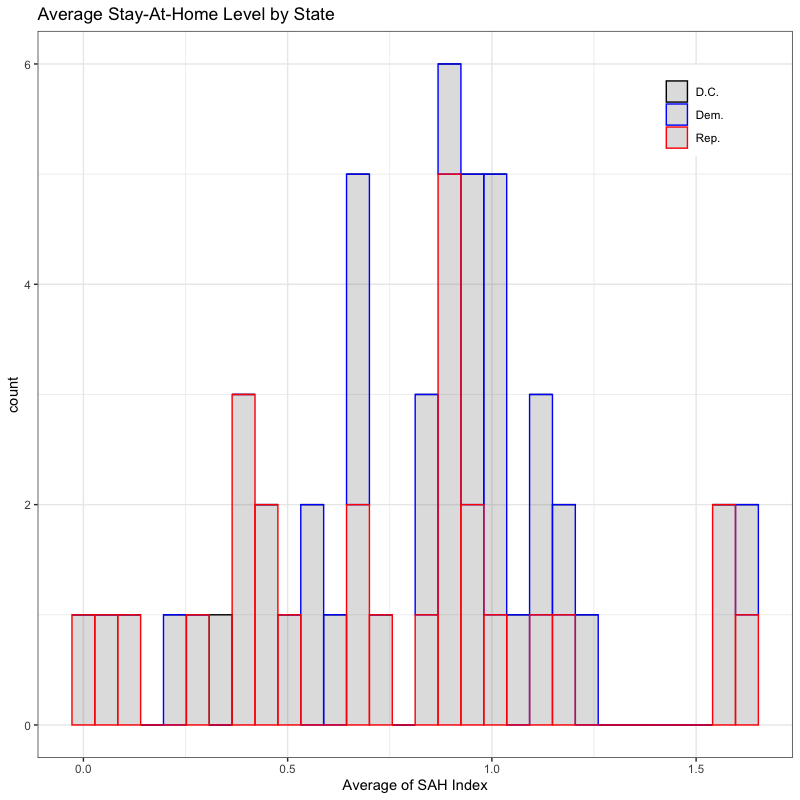 Average Stay-At-Home Level by State
6
4
2
0
count
D.C.
Dem.
Rep.
0.0 0.5 1.0 1.5
Average of SAH Index